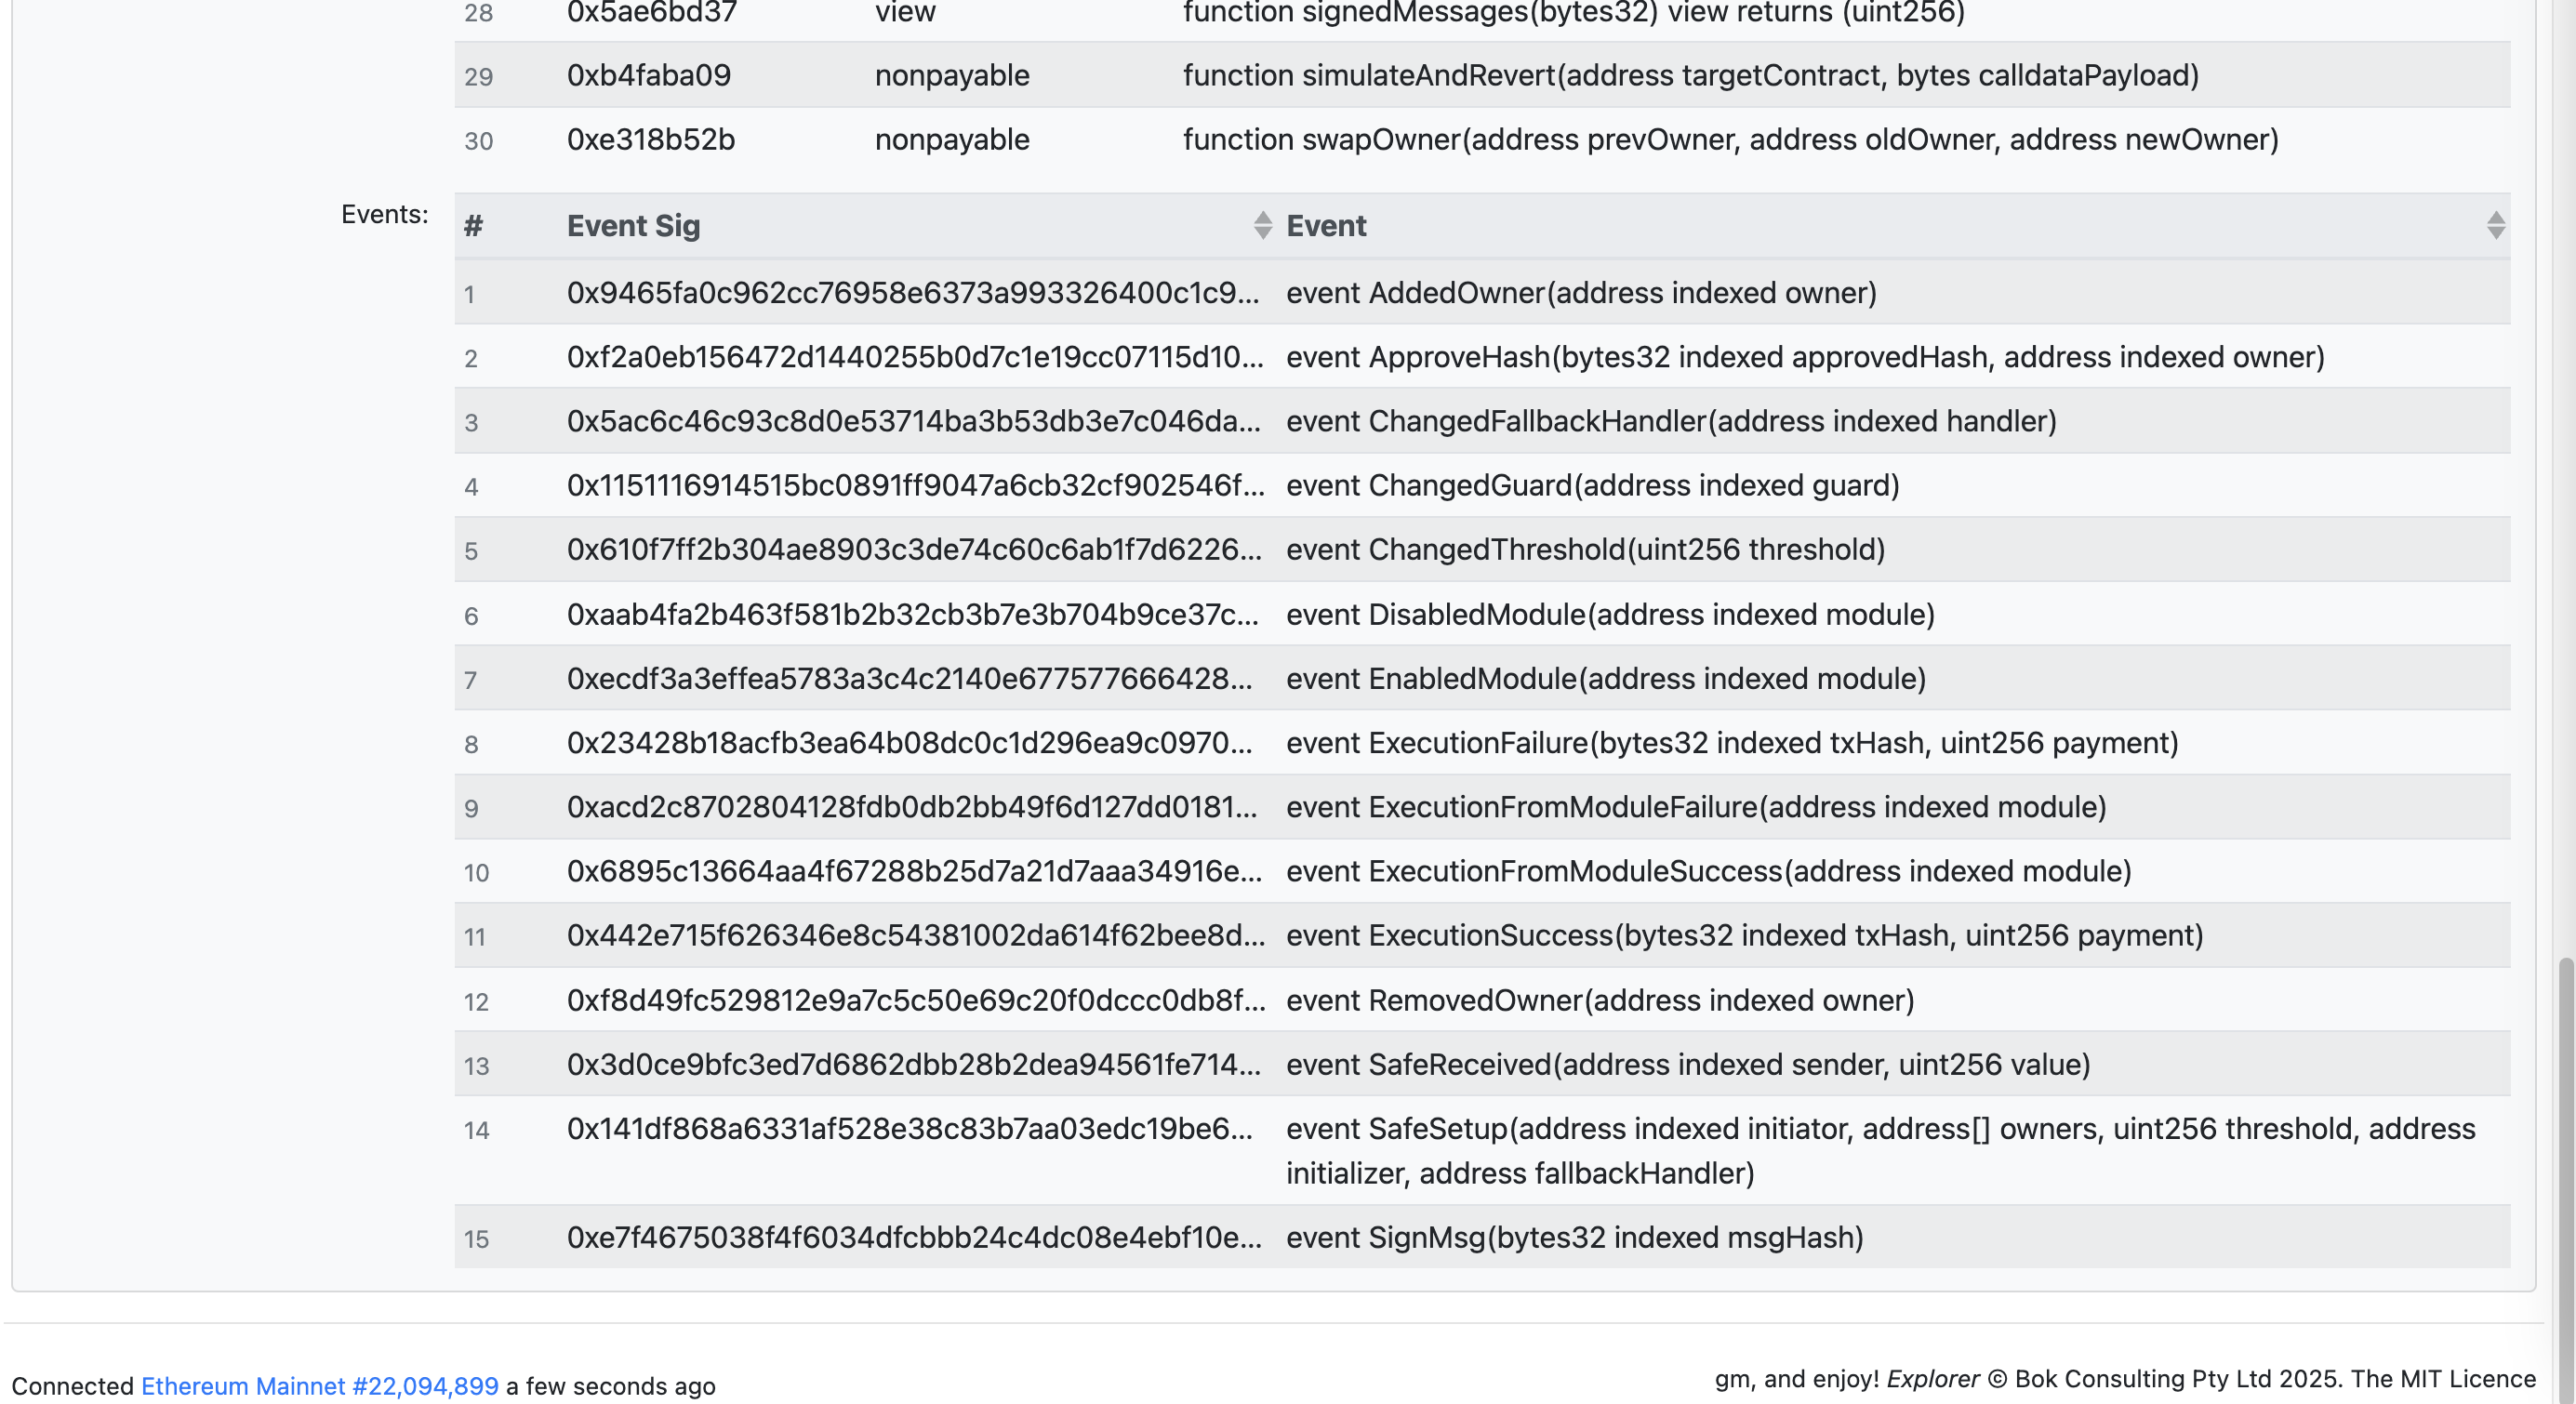 28 0x5ae6bd37 view function signedMessages(bytes32) view returns (uint256)
29 0xb4faba09 nonpayable function simulateAndRevert(address targetContract, bytes calldataPayload)
30 0xe318b52b nonpayable function swapOwner(address prevOwner, address oldOwner, address newOwner)
Events: # Event Sig Event
1 0x9465fa0c962cc76958e6373a993326400c1c9... event AddedOwner(address indexed owner)
2 0xf2a0eb156472d1440255b0d7c1e19cc07115d10... event ApproveHash(bytes32 indexed approvedHash, address indexed owner)
3 0x5ac6c46c93c8d0e53714ba3b53db3e7c046da... event ChangedFallbackHandler(address indexed handler)
4 0x1151116914515bc0891ff9047a6cb32cf902546f... event ChangedGuard(address indexed guard)
5 0x610f7ff2b304ae8903c3de74c60c6ab1f7d6226... event ChangedThreshold(uint256 threshold)
6 0xaab4fa2b463f581b2b32cb3b7e3b704b9ce37c... event DisabledModule(address indexed module)
7 0xecdf3a3effea5783a3c4c2140e677577666428... event EnabledModule(address indexed module)
8 0x23428b18acfb3ea64b08dc0c1d296ea9c0970... event ExecutionFailure(bytes32 indexed txHash, uint256 payment)
9 0xacd2c8702804128fdb0db2bb49f6d127dd0181... event ExecutionFromModuleFailure(address indexed module)
10 0x6895c13664aa4f67288b25d7a21d7aaa34916e... event ExecutionFromModuleSuccess(address indexed module)
11 0x442e715f626346e8c54381002da614f62bee8d... event ExecutionSuccess(bytes32 indexed txHash, uint256 payment)
12 0xf8d49fc529812e9a7c5c50e69c20f0dccc0db8f... event RemovedOwner(address indexed owner)
13 0x3d0ce9bfc3ed7d6862dbb28b2dea94561fe714... event SafeReceived(address indexed sender, uint256 value)
14 0x141df868a6331af528e38c83b7aa03edc19be6... event SafeSetup(address indexed initiator, address[] owners, uint256 threshold, address
initializer, address fallbackHandler)
15 0xe7f4675038f4f6034dfcbbb24c4dc08e4ebf10e... event SignMsg(bytes32 indexed msgHash)
Connected Ethereum Mainnet #22,094,899 a few seconds ago
gm, and enjoy! Explorer © Bok Consulting Pty Ltd 2025. The MIT Licence